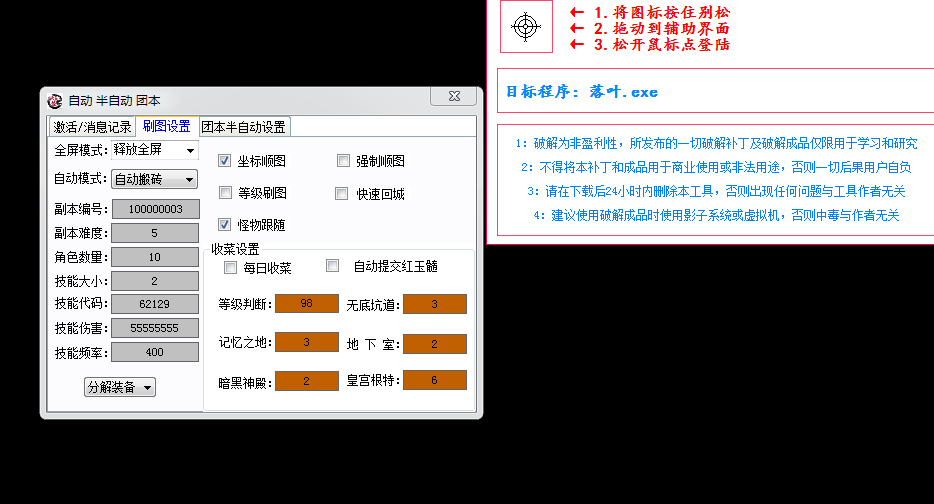 自动 半自动 团本
激活/消息记录 刷图设置 团本半自动设置
全屏模式: 释放全屏
自动模式: 自动搬砖
副本编号: 100000003
副本难度: 5
角色数量: 10
技能大小: 2
技能代码: 62129
技能伤害: 55555555
技能频率: 400
分解装备
坐标顺图 强制顺图
等级刷图 快速回城
怪物跟随
收菜设置
每日收菜 自动提交红玉髓
等级判断: 98 无底坑道: 3
记忆之地: 3 地 下 室: 2
暗黑神殿: 2 皇宫根特: 6
← 1.将图标按住别松
← 2.拖动到辅助界面
← 3.松开鼠标点登陆
目标程序: 落叶.exe
1: 破解为非盈利性，所发布的一切破解补丁及破解成品仅限用于学习和研究
2: 不得将本补丁和成品用于商业使用或非法用途，否则一切后果用户自负
3: 请在下载后24小时内删除本工具，否则出现任何问题与工具作者无关
4: 建议使用破解成品时使用影子系统或虚拟机，否则中毒与作者无关